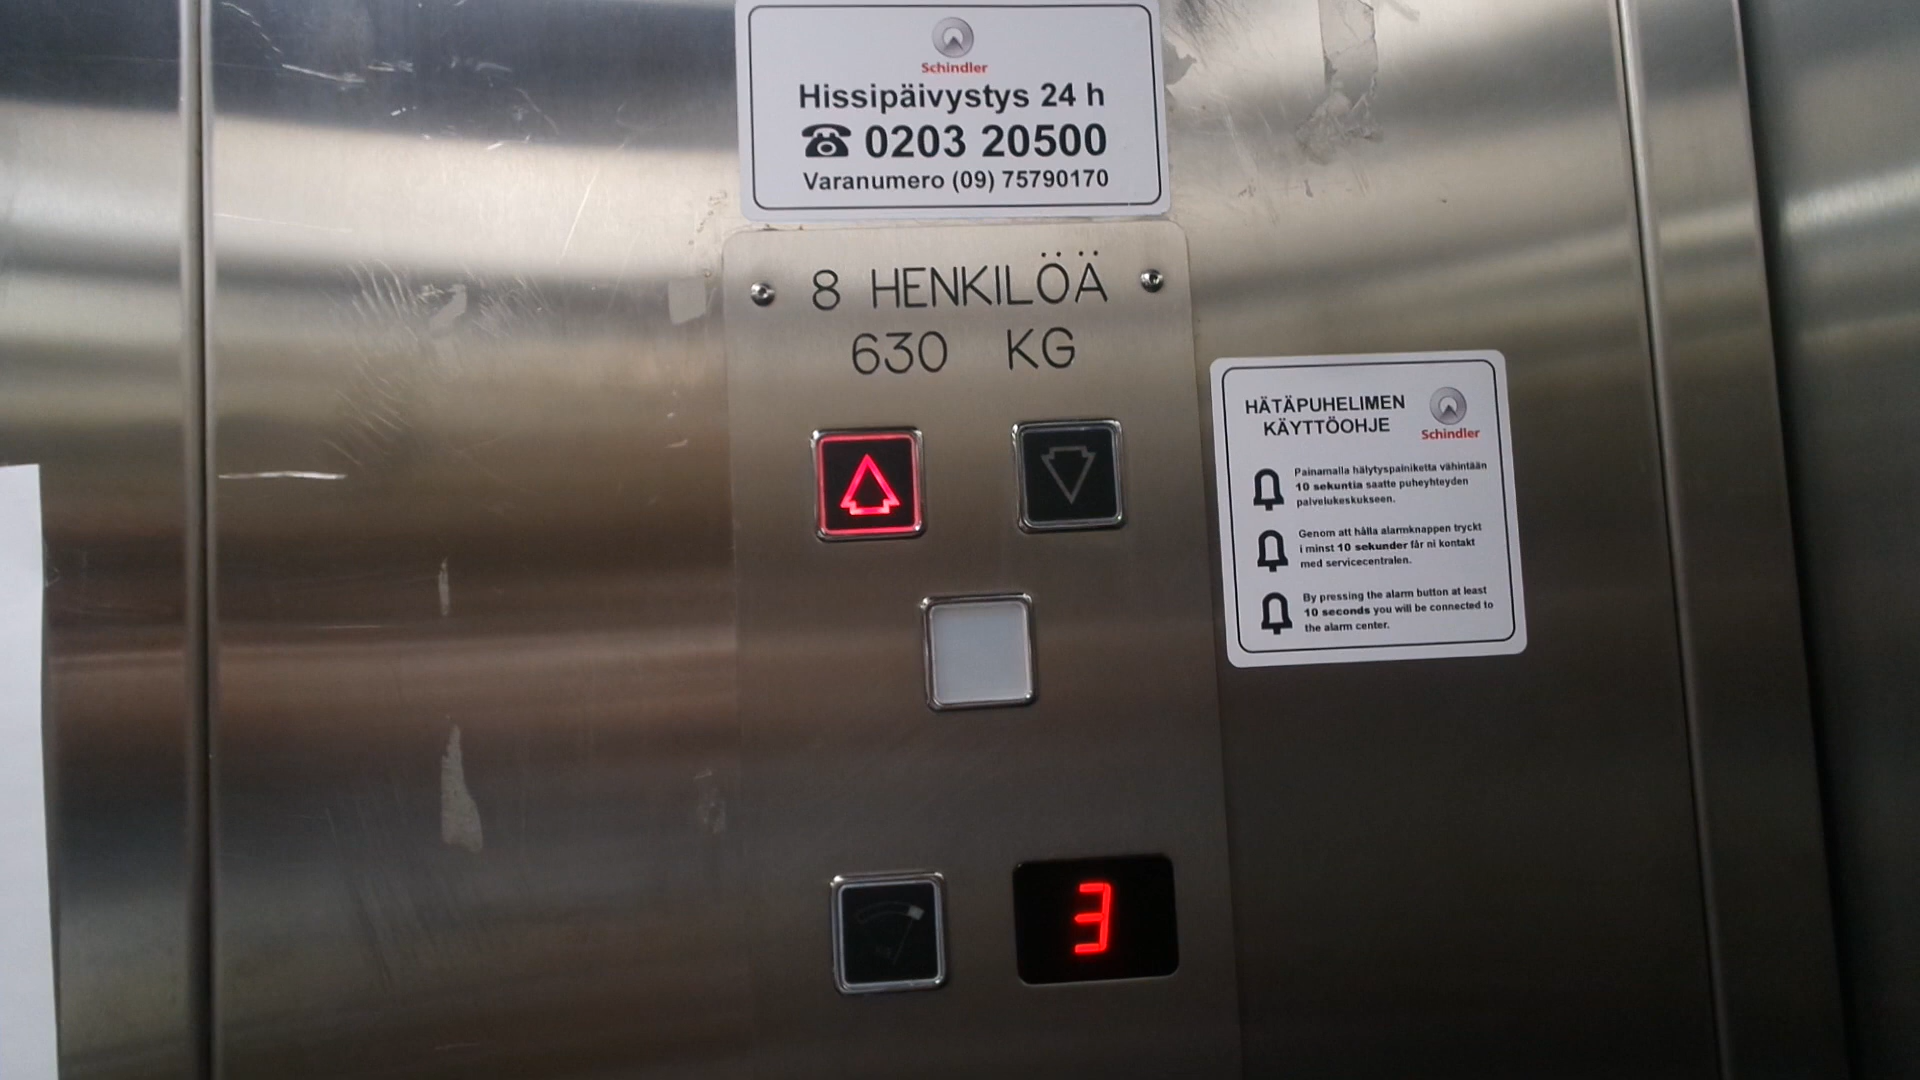 Schindler
Hissipäivystys 24 h
☎ 0203 20500
Varanumero (09) 75790170
8 HENKILÖÄ
630 KG
HÄTÄPUHELIMEN
KÄYTTÖOHJE
Schindler
Painamalla hälytyspainiketta vähintään
10 sekuntia saatte puheyhteyden
palvelukeskukseen.
Genom att hålla alarmknappen tryckt
i minst 10 sekunder får ni kontakt
med servicecentralen.
By pressing the alarm button at least
10 seconds you will be connected to
the alarm center.
3